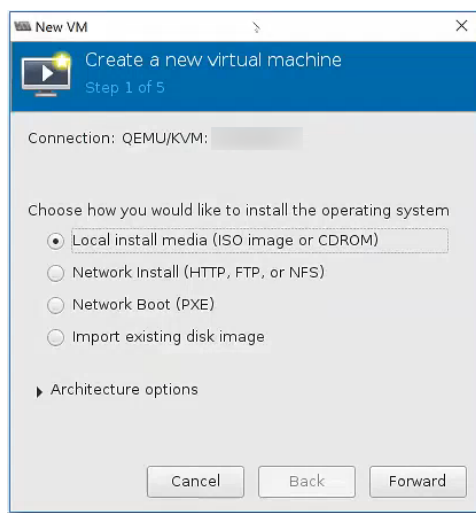 New VM
Create a new virtual machine
Step 1 of 5
Connection: QEMU/KVM:
Choose how you would like to install the operating system
Local install media (ISO image or CDROM)
Network Install (HTTP, FTP, or NFS)
Network Boot (PXE)
Import existing disk image
Architecture options
Cancel Back Forward